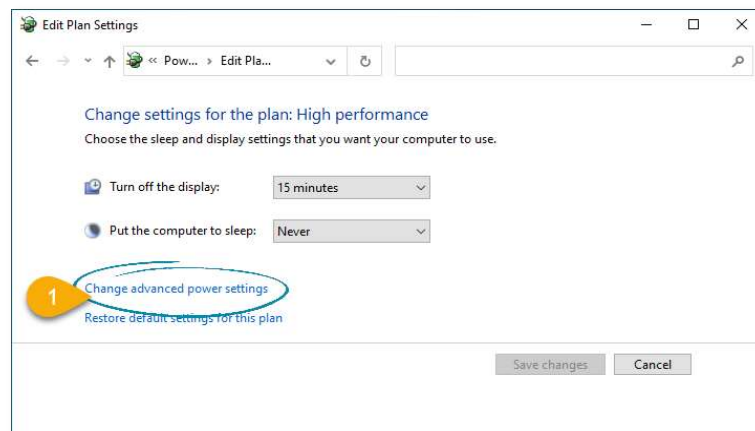 Edit Plan Settings
« Pow... › Edit Pla...
Change settings for the plan: High performance
Choose the sleep and display settings that you want your computer to use.
Turn off the display: 15 minutes
Put the computer to sleep: Never
1 Change advanced power settings
Restore default settings for this plan
Save changes Cancel